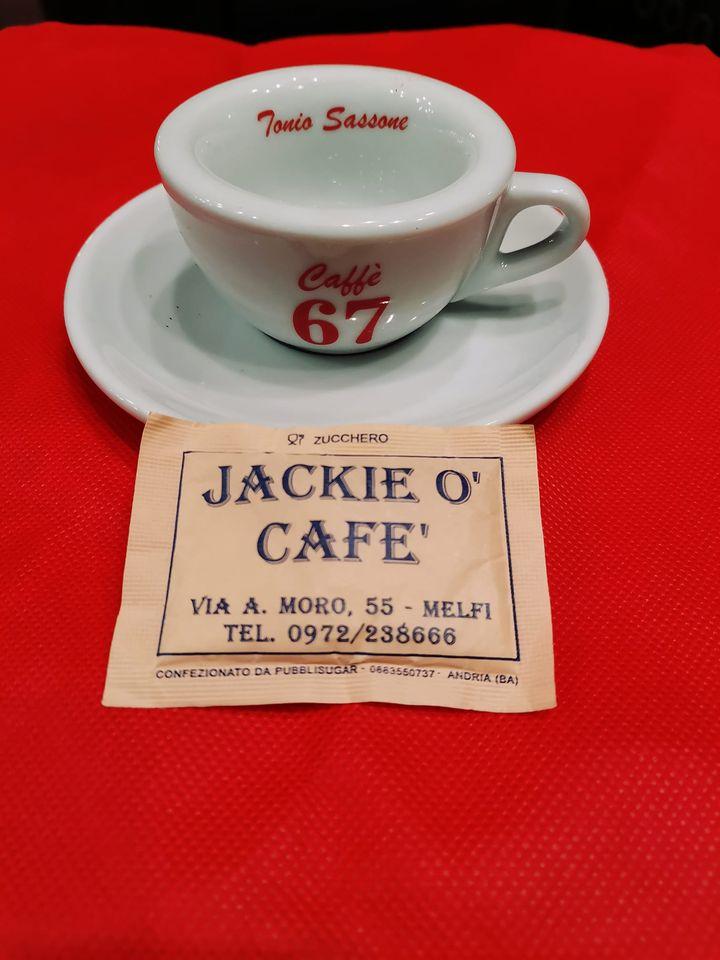 Tonio Sassone
Caffè
67
ZUCCHERO
JACKIE O'
CAFE'
VIA A. MORO, 55 - MELFI
TEL. 0972/238666
CONFEZIONATO DA PUBBLISUGAR - 0883550737 - ANDRIA (BA)